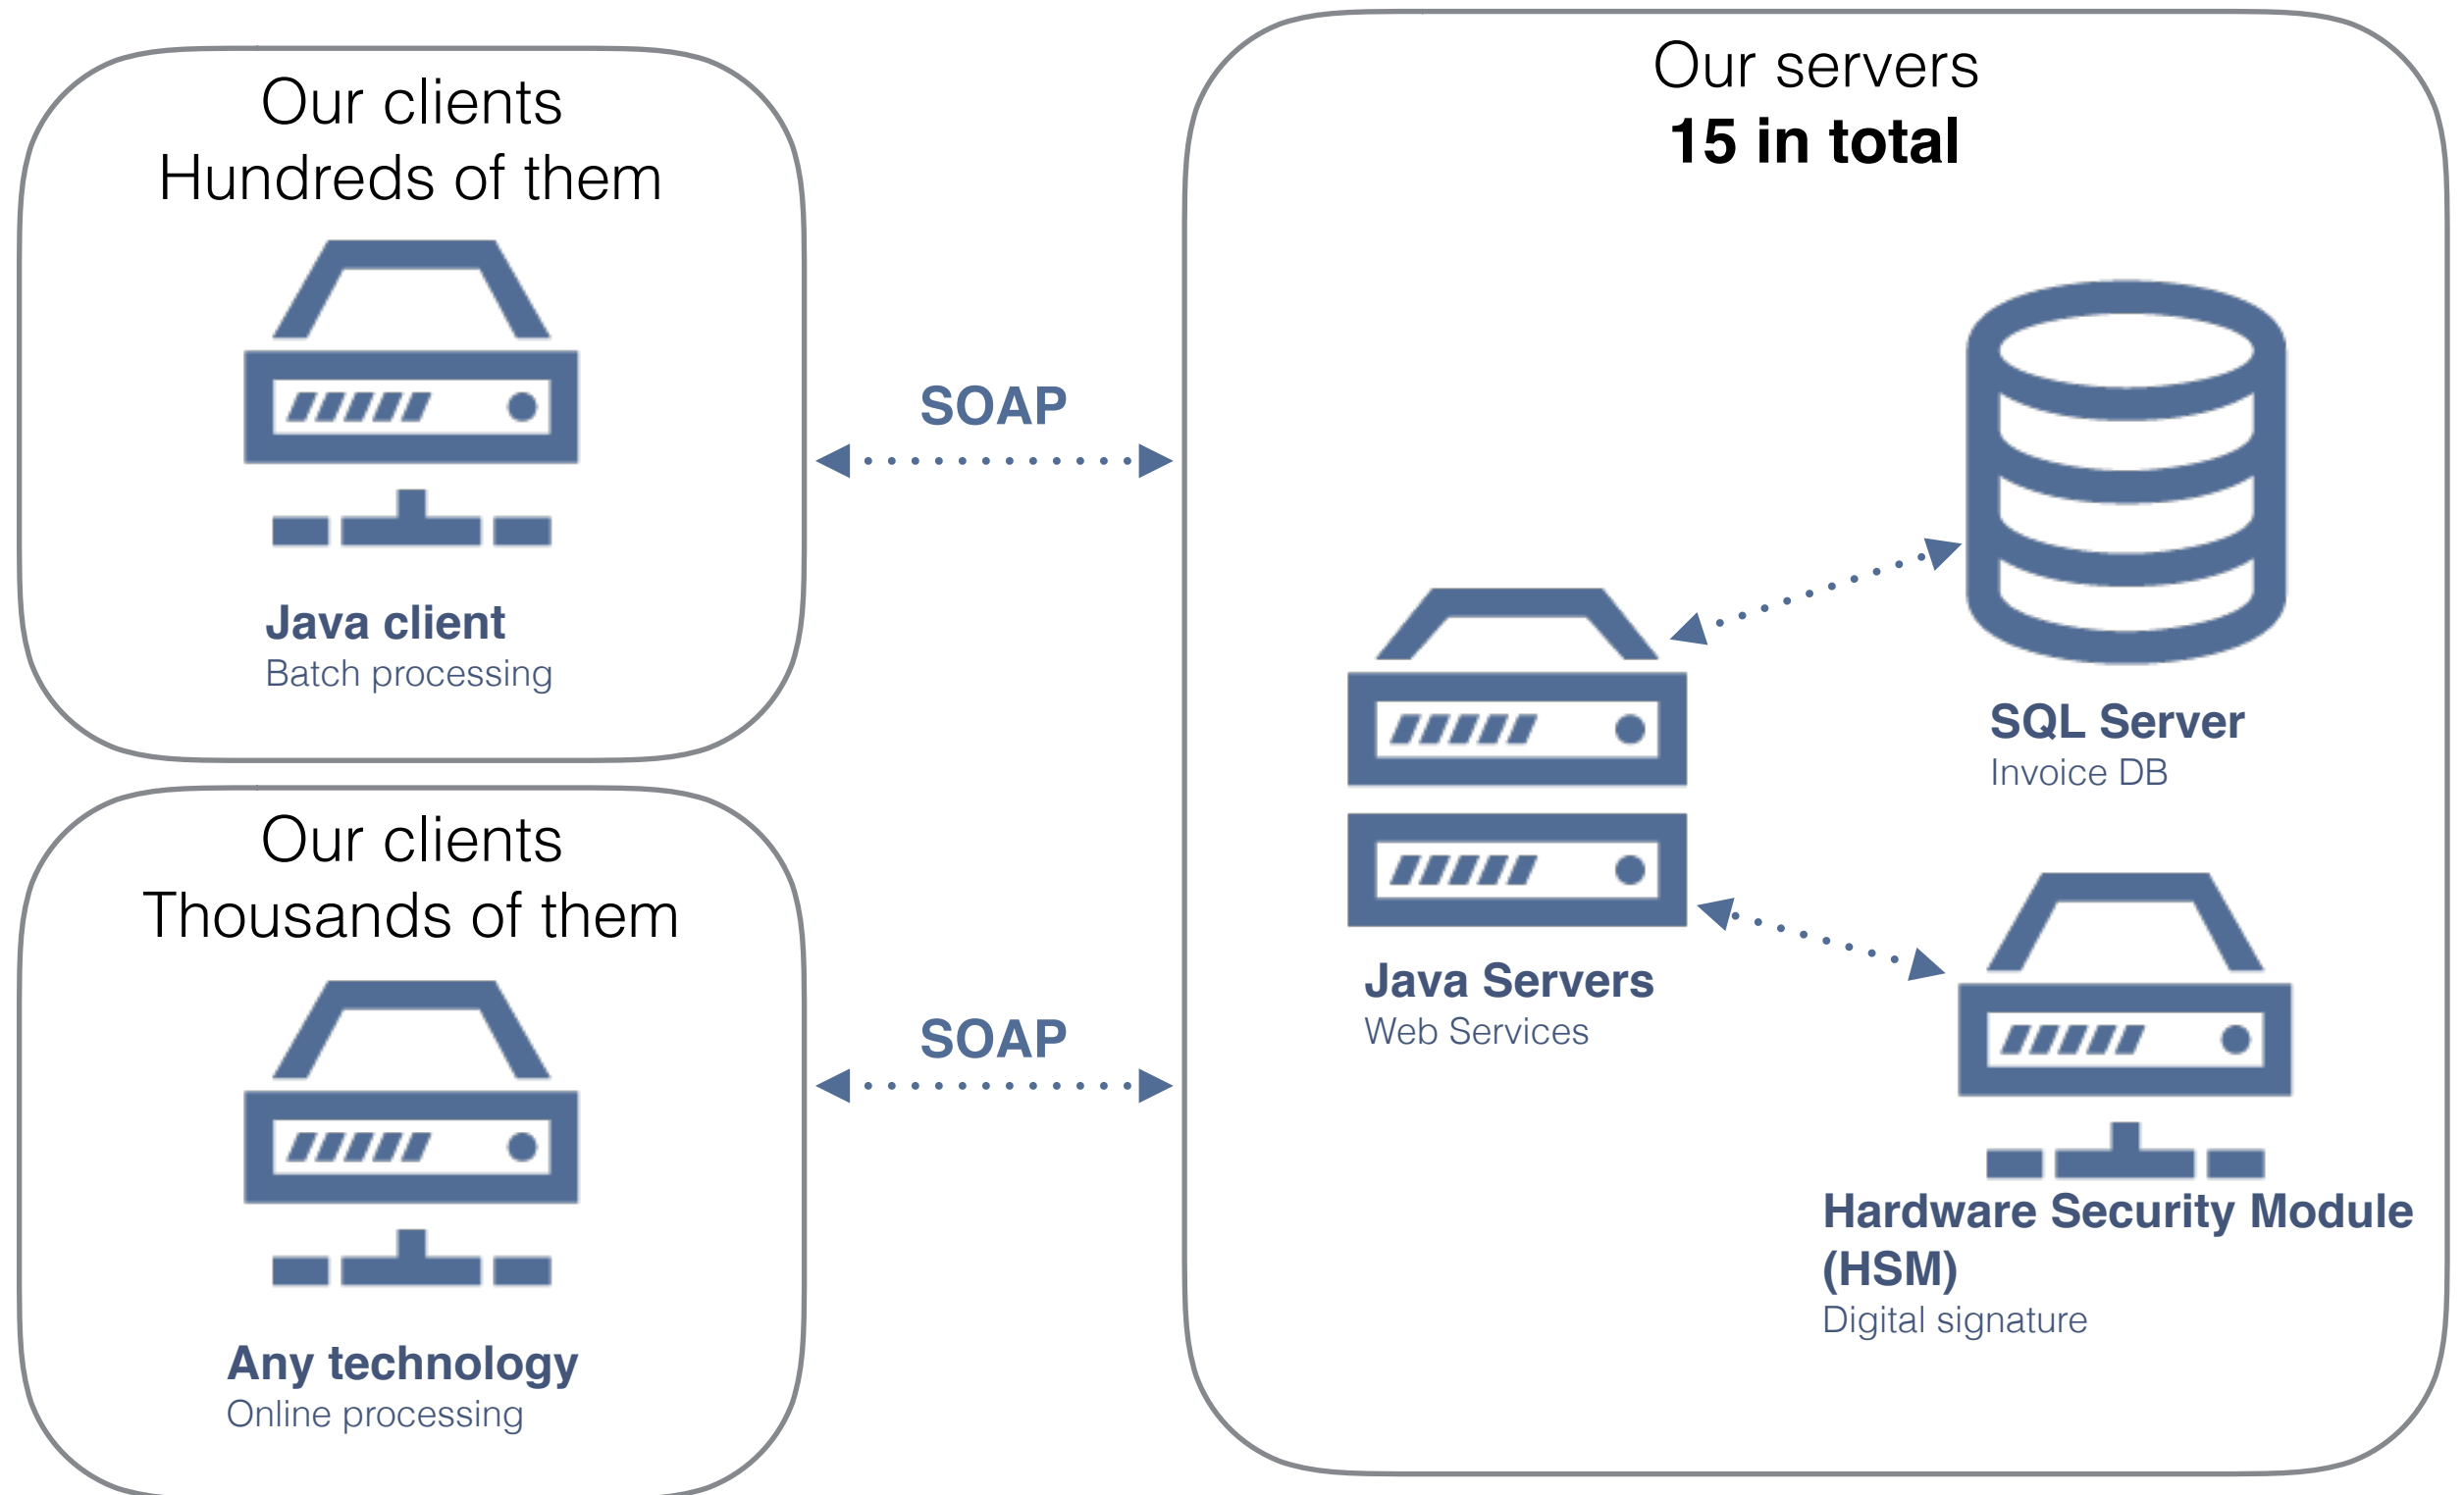 Our clients
Hundreds of them
Java client
Batch processing
Our clients
Thousands of them
Any technology
Online processing
SOAP
SOAP
Our servers
15 in total
Java Servers
Web Services
SQL Server
Invoice DB
Hardware Security Module
(HSM)
Digital signature